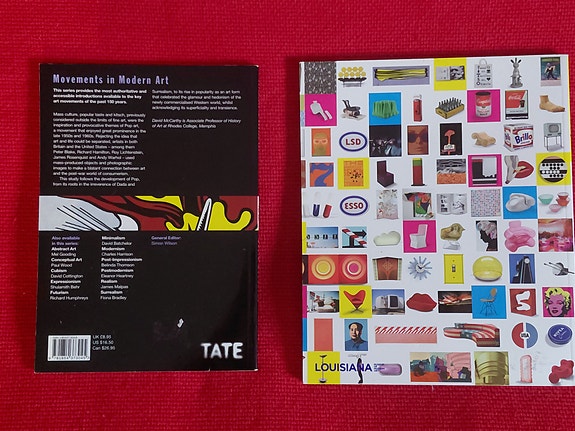 Movements in Modern Art
This series provides the most authoritative and
accessible introductions available to the key
art movements of the past 100 years.
Mass culture, popular taste and kitsch, previously
considered outside the limits of fine art, were the
inspiration and provocative themes of Pop art,
a movement that enjoyed great prominence in the
late 1950s and 1960s. Rejecting the idea that
art and life could be separated, artists in both
Britain and the United States – among them
Peter Blake, Richard Hamilton, Roy Lichtenstein,
James Rosenquist and Andy Warhol – used
mass-produced objects and photographic
images to make a blatant connection between art
and the post-war world of consumerism.
This study follows the development of Pop,
from its roots in the irreverence of Dada and
Surrealism, to its rise in popularity as an art form
that celebrated the glamour and hedonism of the
newly commercialised Western world, whilst
acknowledging its superficiality and transience.
David McCarthy is Associate Professor of History
of Art at Rhodes College, Memphis
Also available
in this series:
Abstract Art
Mel Gooding
Conceptual Art
Paul Wood
Cubism
David Cottington
Expressionism
Shulamith Behr
Futurism
Richard Humphreys
Minimalism
David Batchelor
Modernism
Charles Harrison
Post-Impressionism
Belinda Thomson
Postmodernism
Eleanor Heartney
Realism
James Malpas
Surrealism
Fiona Bradley
General Editor:
Simon Wilson
UK £8.99
US $16.50
Can $26.95
TATE
LSD
Brillo
ESSO
USA
LOUISIANA